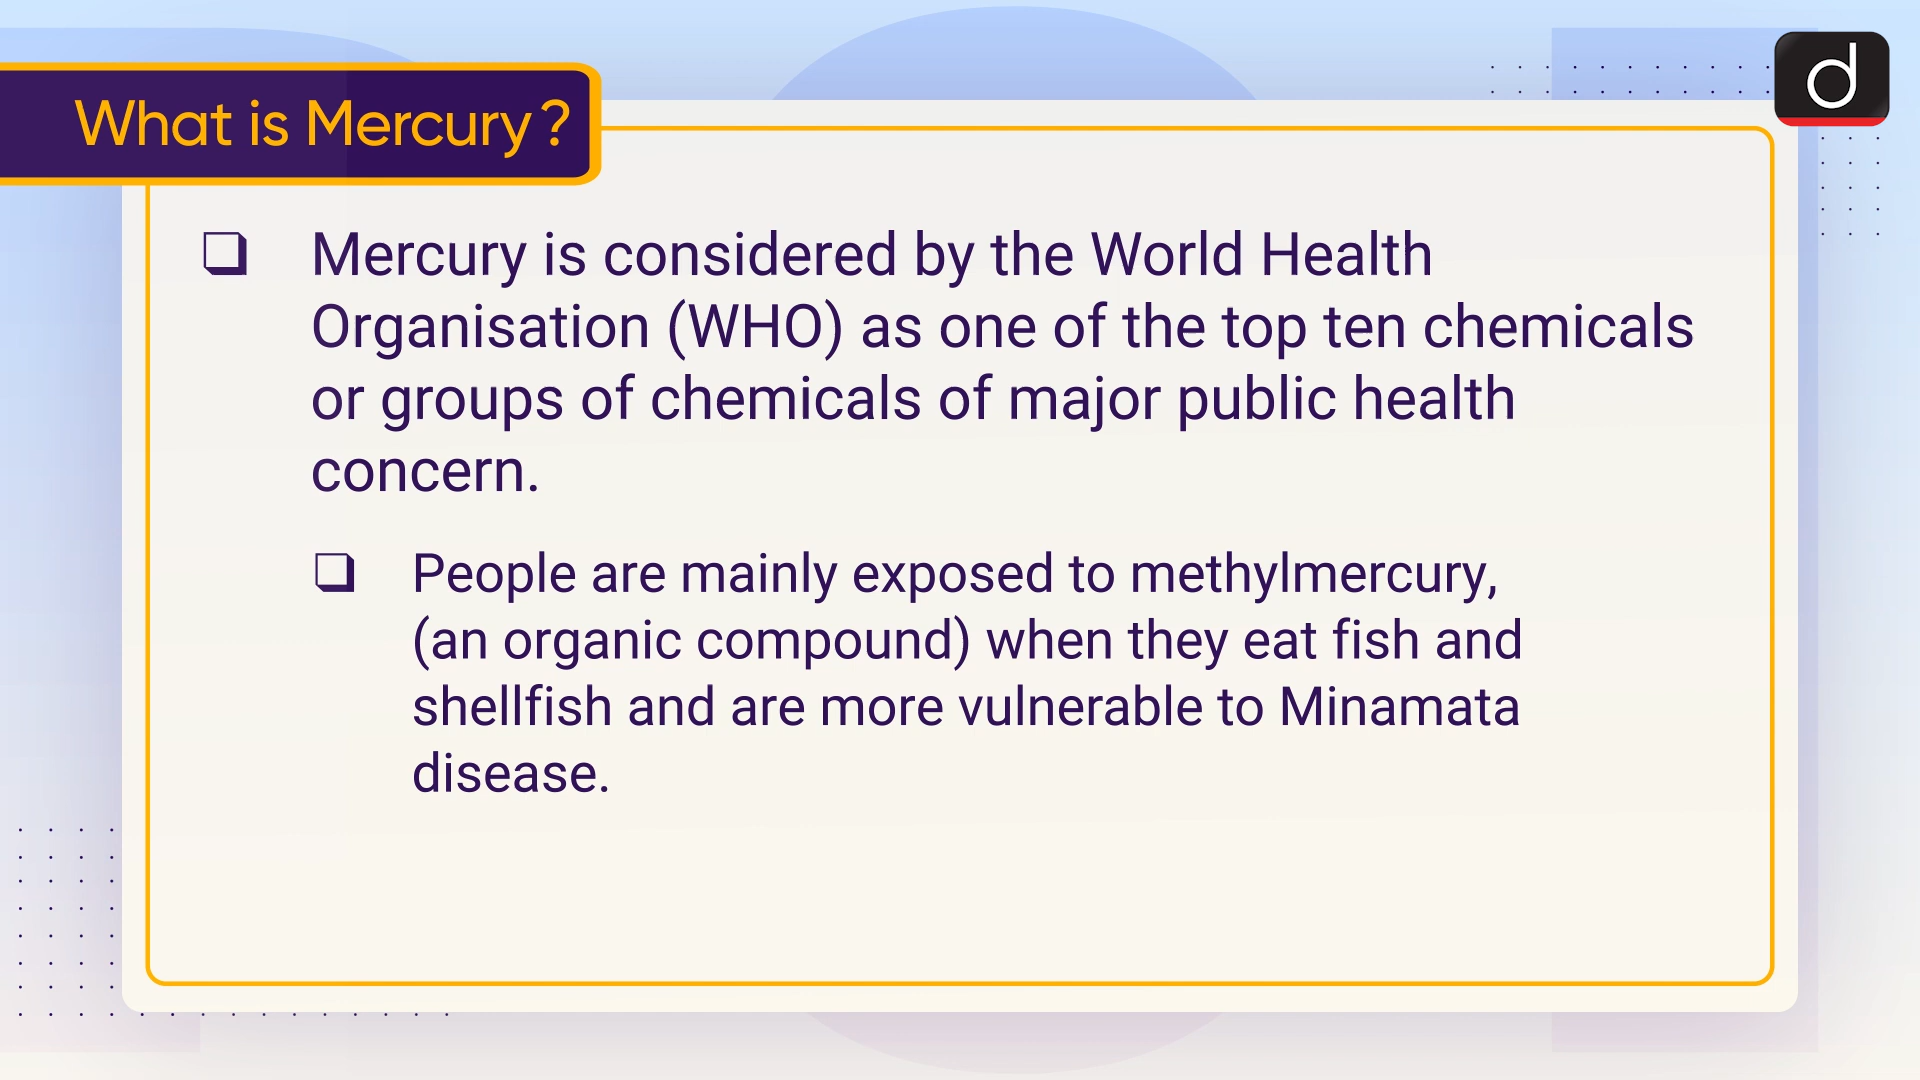 What is Mercury?
❑ Mercury is considered by the World Health
Organisation (WHO) as one of the top ten chemicals
or groups of chemicals of major public health
concern.
❑ People are mainly exposed to methylmercury,
(an organic compound) when they eat fish and
shellfish and are more vulnerable to Minamata
disease.
d